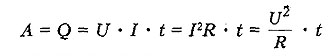 A = Q = U · I · t = I²R · t = U²/R · t